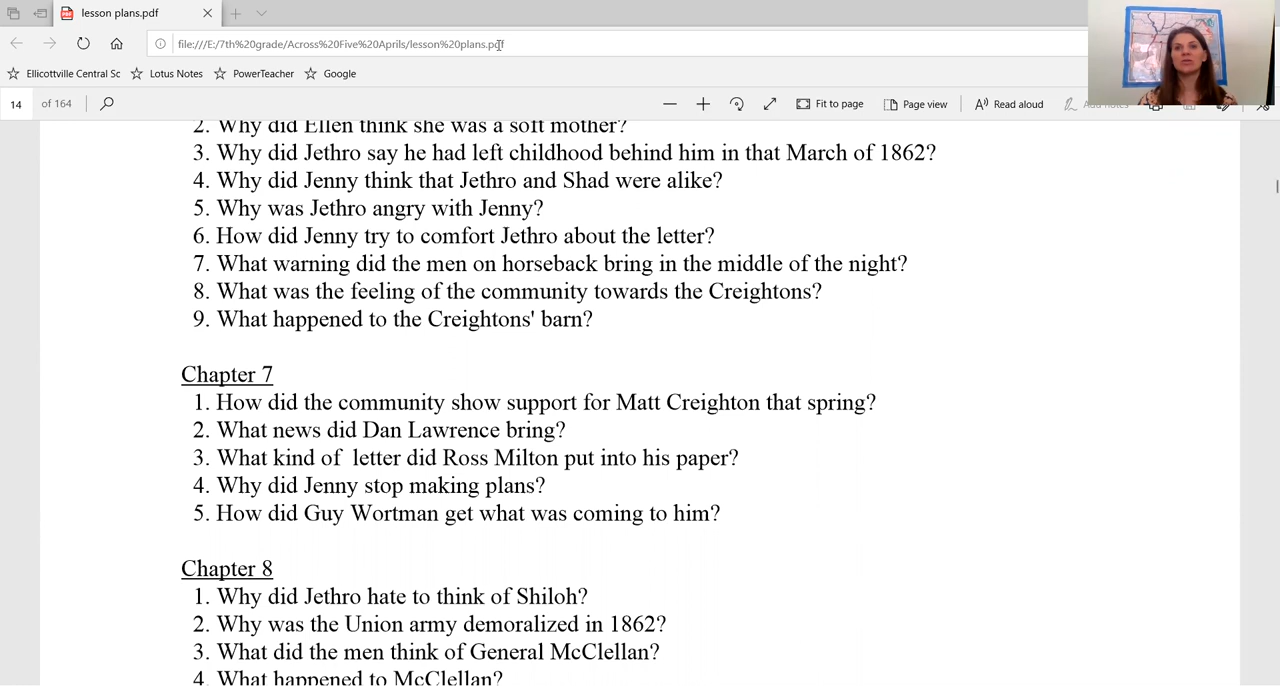 lesson plans.pdf
file:///E:/7th%20grade/Across%20Five%20Aprils/lesson%20plans.pdf
Ellicottville Central Sc Lotus Notes PowerTeacher Google
14 of 164 Fit to page Page view Read aloud Add notes
2. Why did Ellen think she was a soft mother?
3. Why did Jethro say he had left childhood behind him in that March of 1862?
4. Why did Jenny think that Jethro and Shad were alike?
5. Why was Jethro angry with Jenny?
6. How did Jenny try to comfort Jethro about the letter?
7. What warning did the men on horseback bring in the middle of the night?
8. What was the feeling of the community towards the Creightons?
9. What happened to the Creightons' barn?
Chapter 7
1. How did the community show support for Matt Creighton that spring?
2. What news did Dan Lawrence bring?
3. What kind of letter did Ross Milton put into his paper?
4. Why did Jenny stop making plans?
5. How did Guy Wortman get what was coming to him?
Chapter 8
1. Why did Jethro hate to think of Shiloh?
2. Why was the Union army demoralized in 1862?
3. What did the men think of General McClellan?
4. What happened to McClellan?